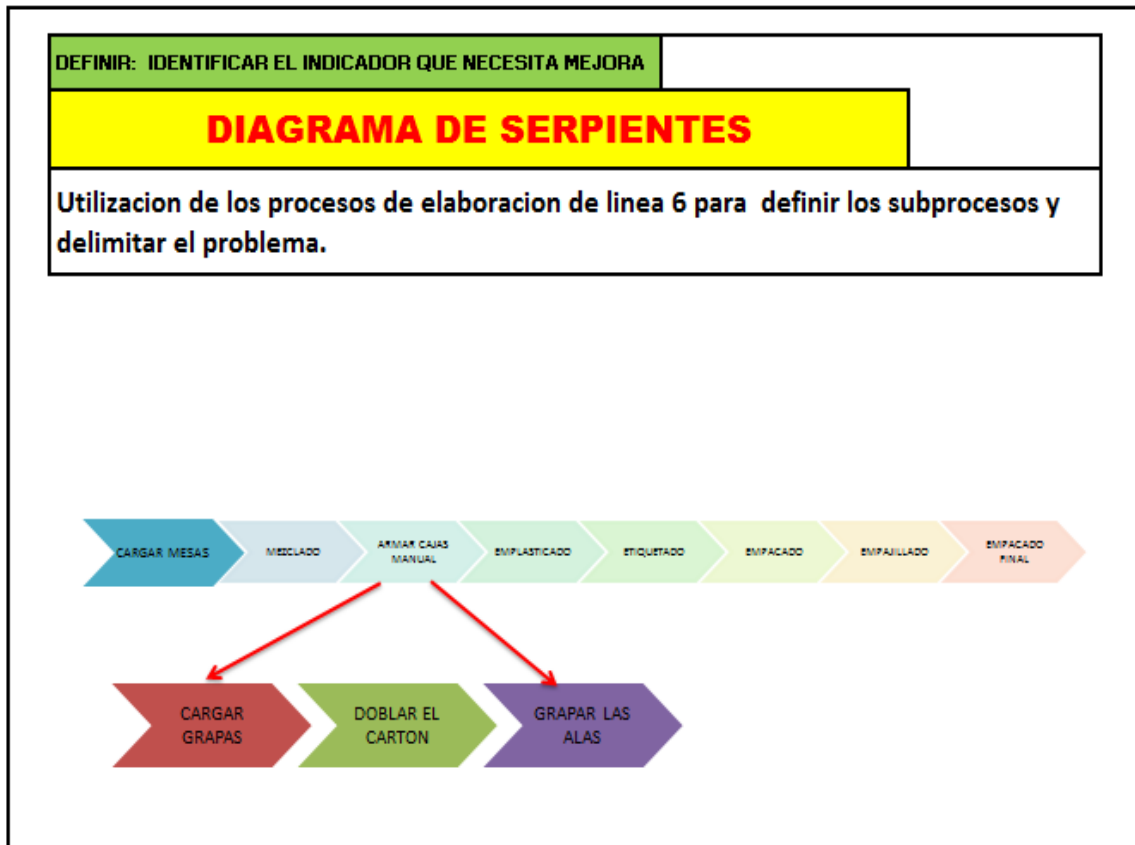 DEFINIR: IDENTIFICAR EL INDICADOR QUE NECESITA MEJORA
DIAGRAMA DE SERPIENTES
Utilizacion de los procesos de elaboracion de linea 6 para definir los subprocesos y
delimitar el problema.
CARGAR MESAS
MEZCLADO
ARMAR CAJAS
MANUAL
EMPLASTICADO
ETIQUETADO
EMPACADO
EMPAJILLADO
EMPACADO
FINAL
CARGAR
GRAPAS
DOBLAR EL
CARTON
GRAPAR LAS
ALAS